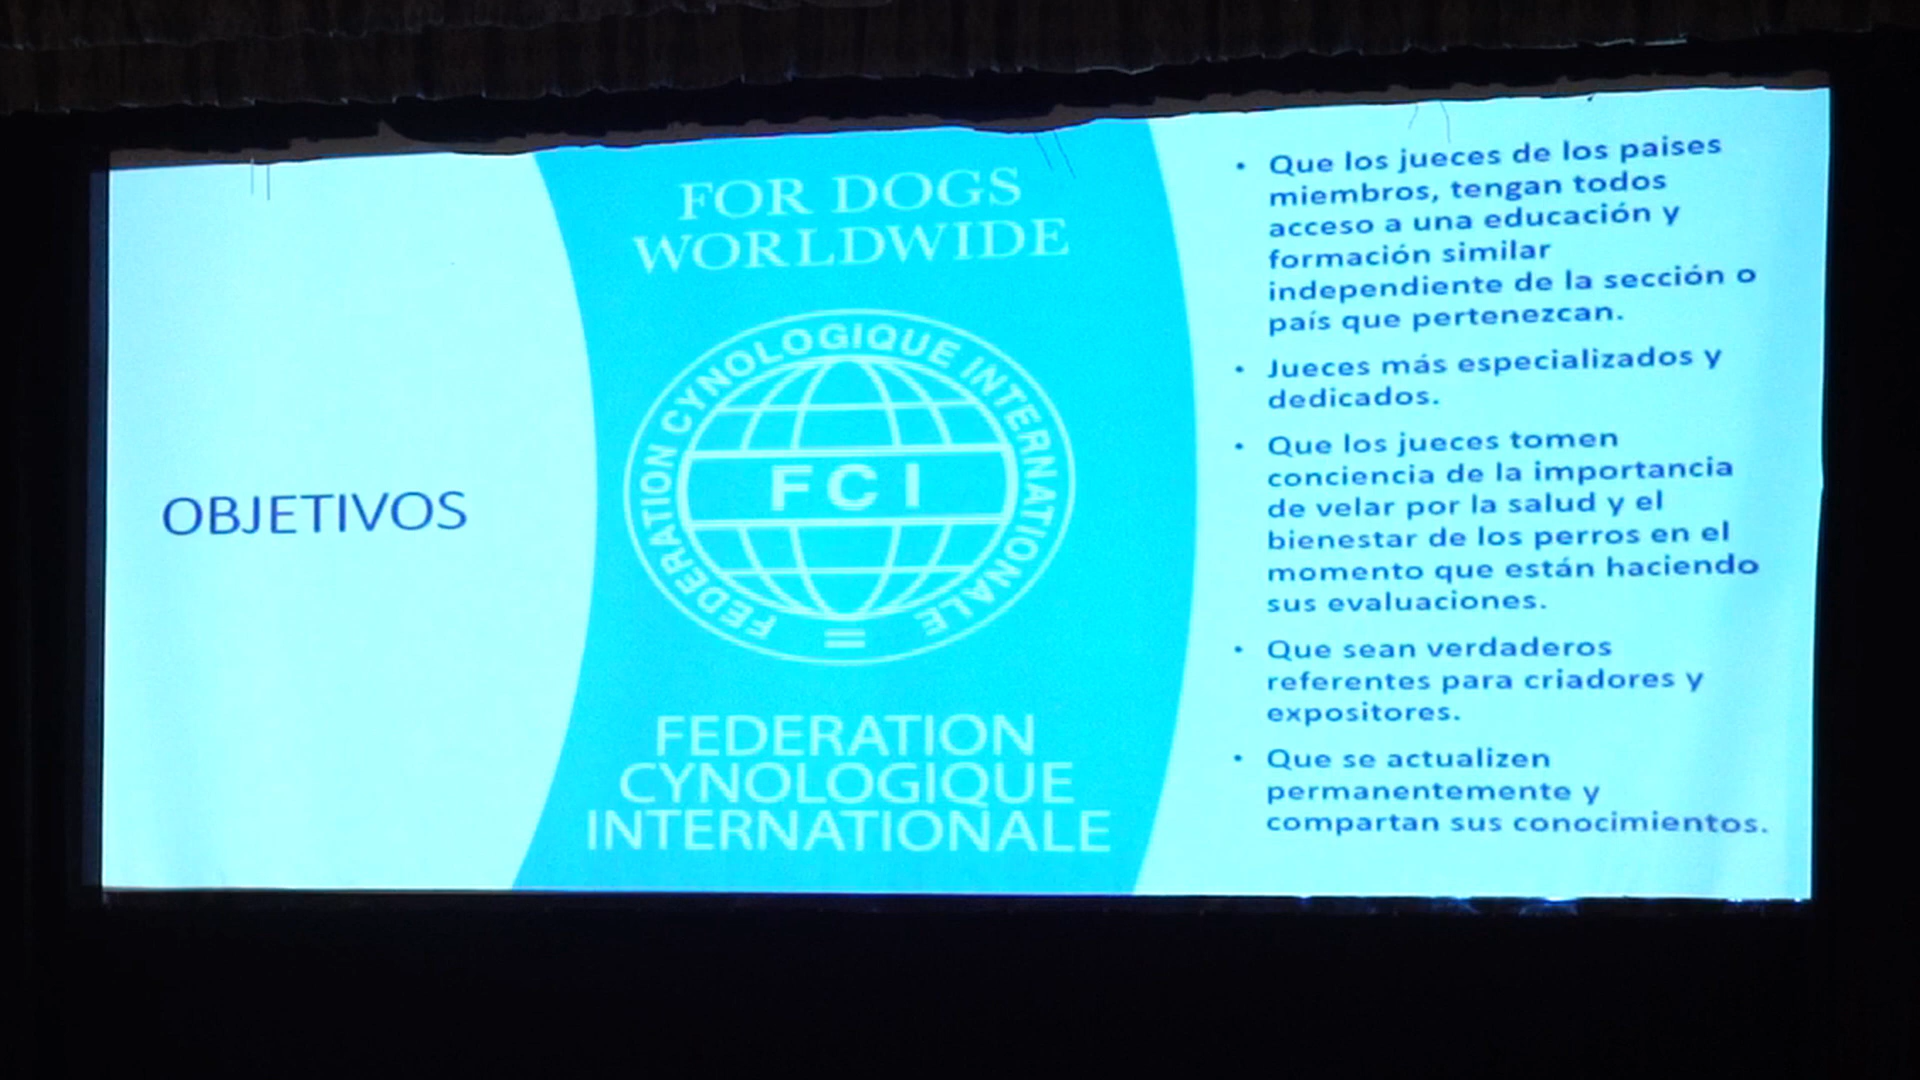 OBJETIVOS
FOR DOGS
WORLDWIDE
FEDERATION CYNOLOGIQUE INTERNATIONALE
FCI
FEDERATION
CYNOLOGIQUE
INTERNATIONALE
• Que los jueces de los paises
miembros, tengan todos
acceso a una educación y
formación similar
independiente de la sección o
país que pertenezcan.
• Jueces más especializados y
dedicados.
• Que los jueces tomen
conciencia de la importancia
de velar por la salud y el
bienestar de los perros en el
momento que están haciendo
sus evaluaciones.
• Que sean verdaderos
referentes para criadores y
expositores.
• Que se actualizen
permanentemente y
compartan sus conocimientos.